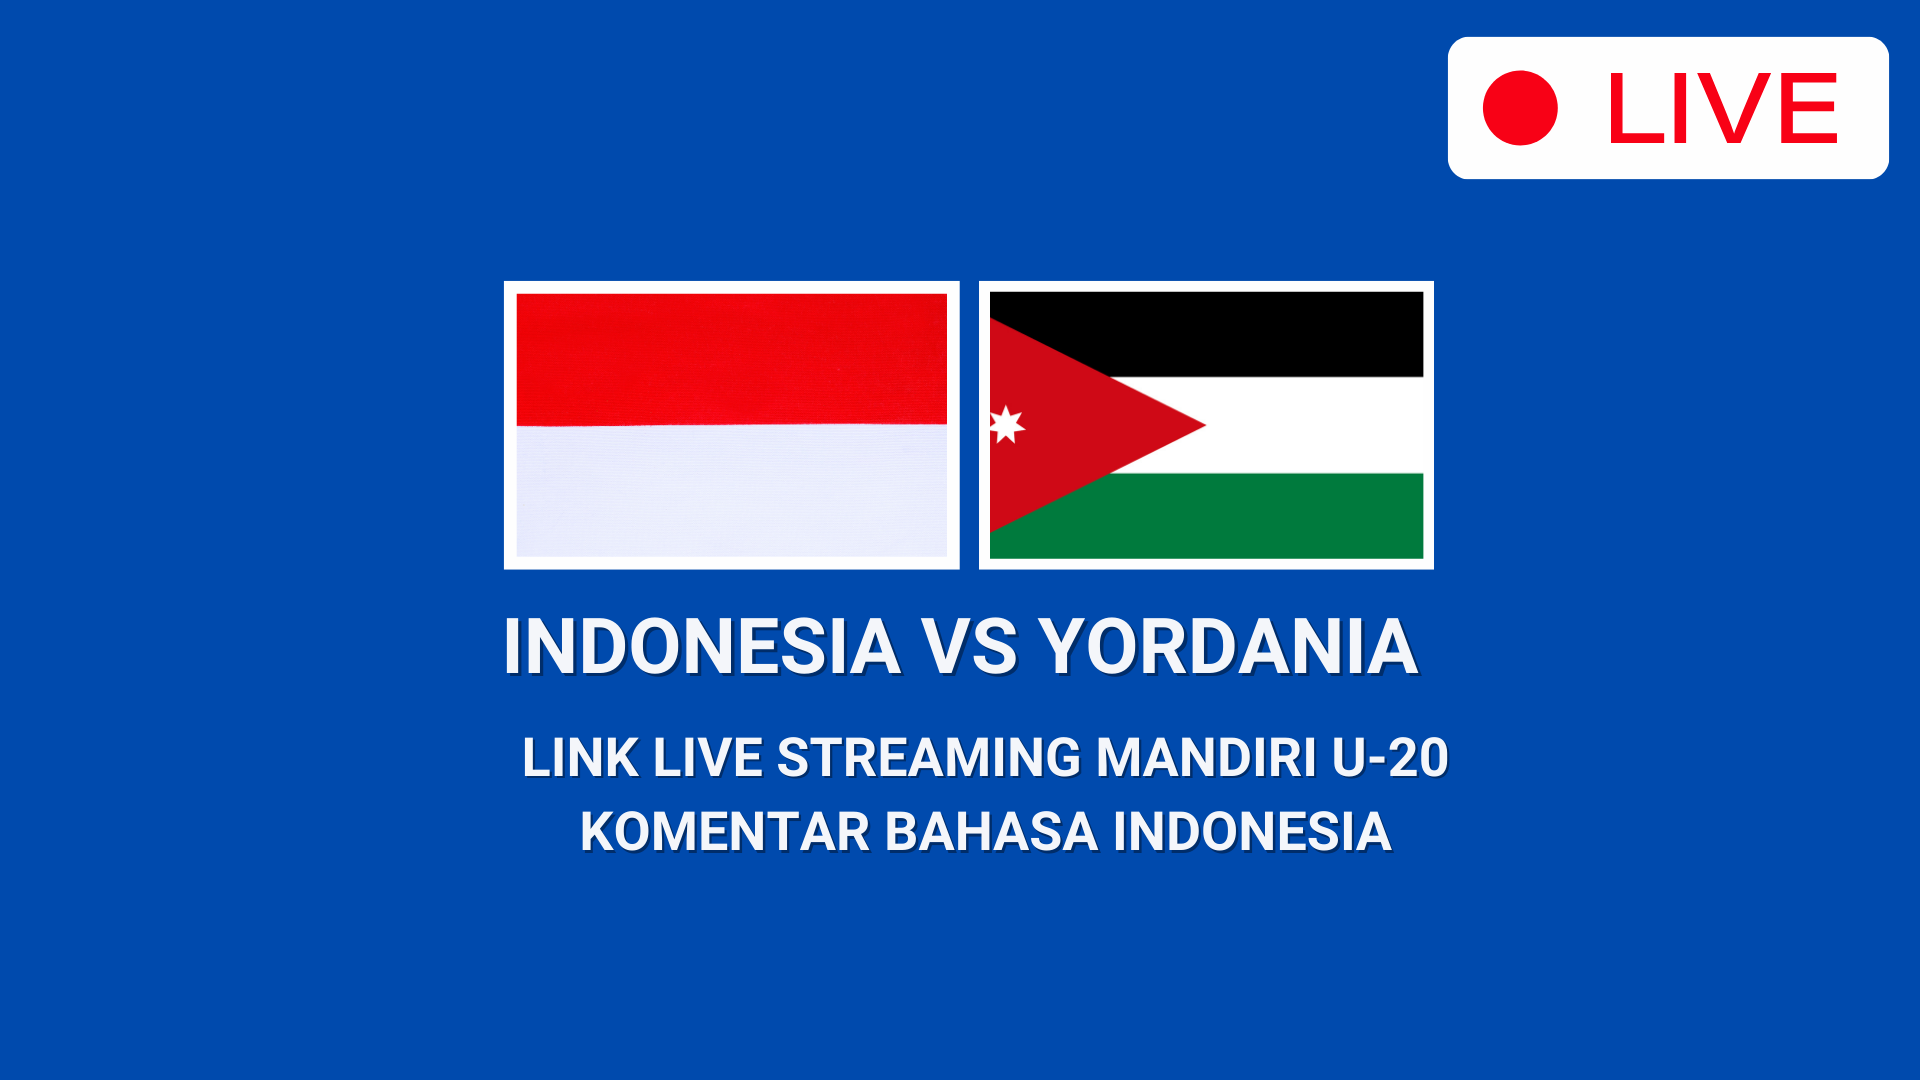 LIVE
INDONESIA VS YORDANIA
LINK LIVE STREAMING MANDIRI U-20
KOMENTAR BAHASA INDONESIA